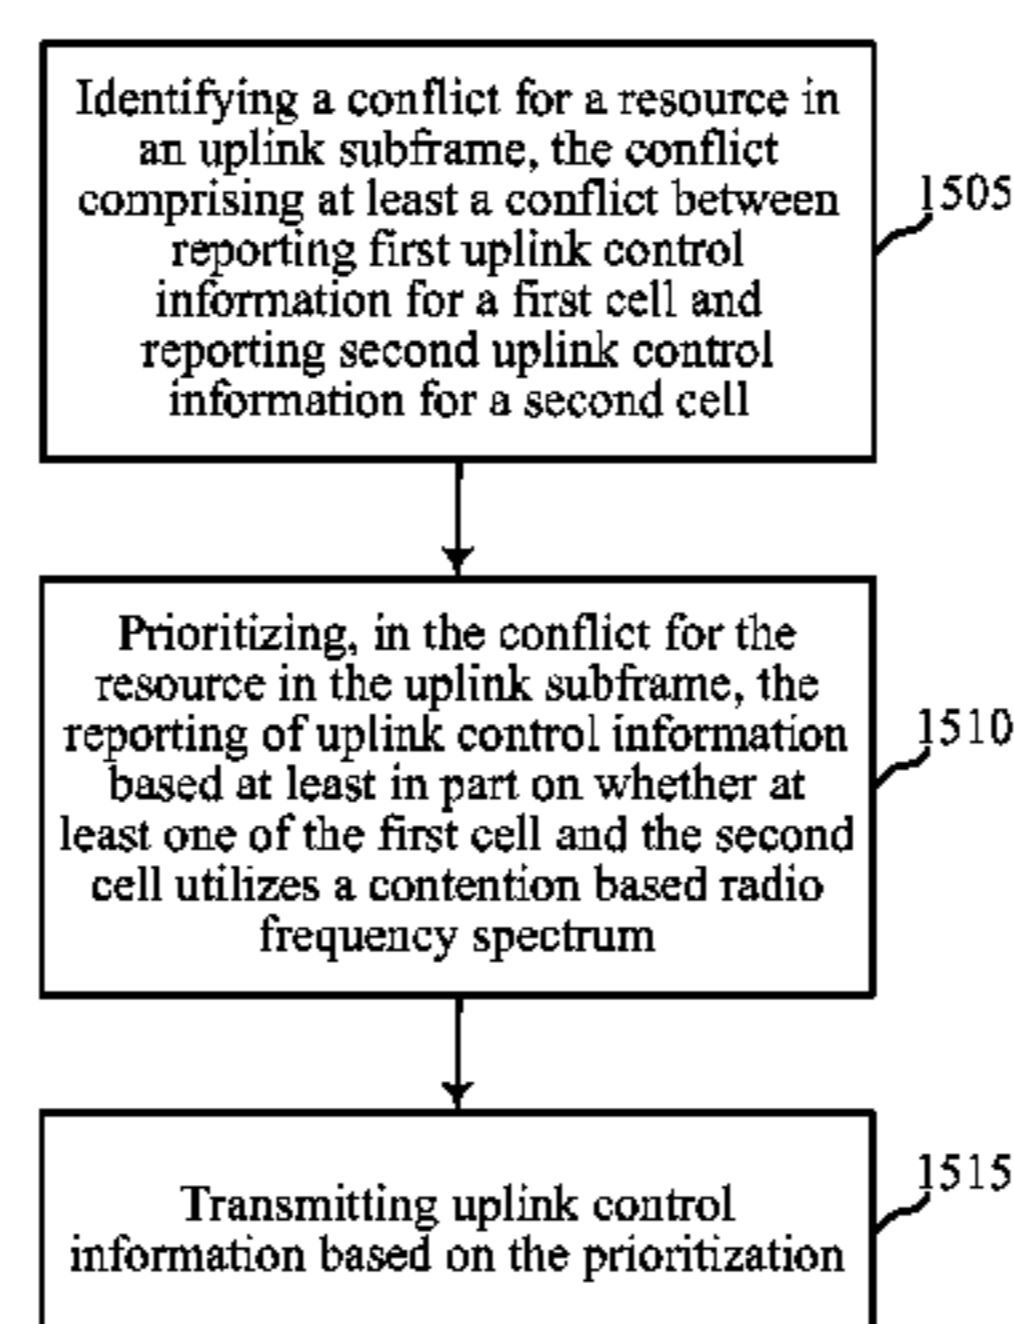 Identifying a conflict for a resource in
an uplink subframe, the conflict
comprising at least a conflict between
reporting first uplink control
information for a first cell and
reporting second uplink control
information for a second cell
1505
Prioritizing, in the conflict for the
resource in the uplink subframe, the
reporting of uplink control information
based at least in part on whether at
least one of the first cell and the second
cell utilizes a contention based radio
frequency spectrum
1510
Transmitting uplink control
information based on the prioritization
1515